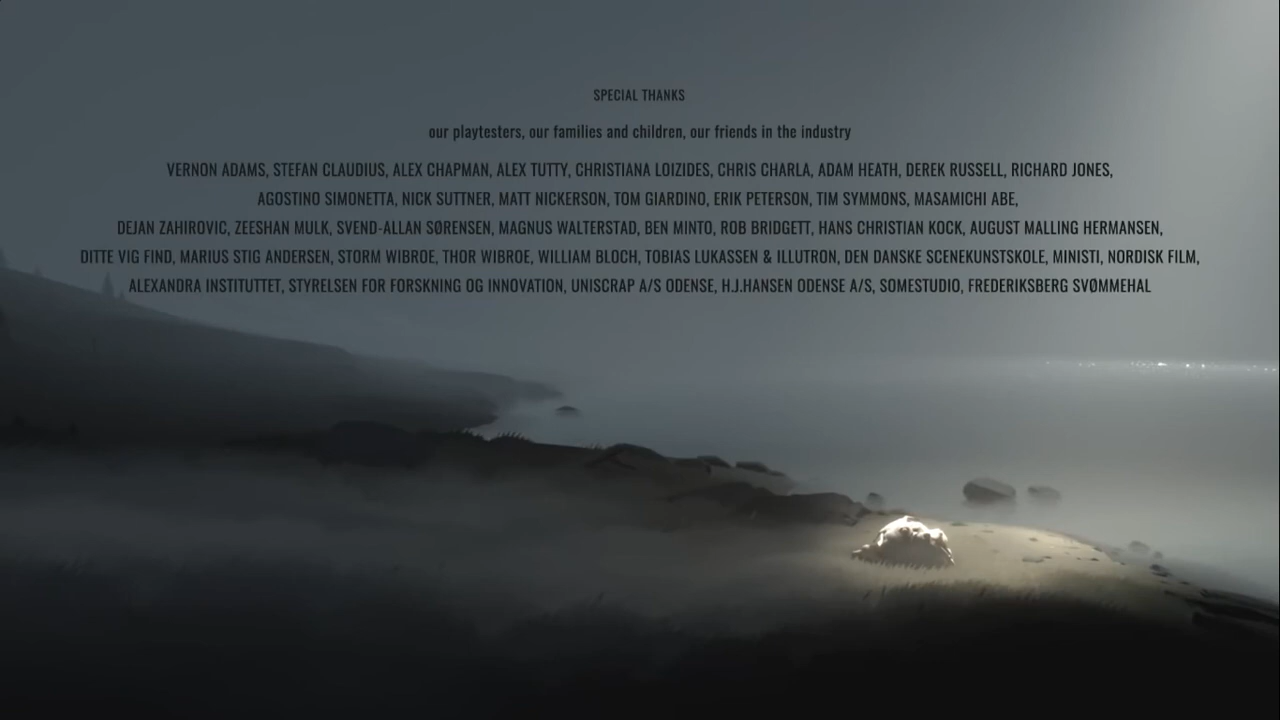 SPECIAL THANKS
our playtesters, our families and children, our friends in the industry
VERNON ADAMS, STEFAN CLAUDIUS, ALEX CHAPMAN, ALEX TUTTY, CHRISTIANA LOIZIDES, CHRIS CHARLA, ADAM HEATH, DEREK RUSSELL, RICHARD JONES,
AGOSTINO SIMONETTA, NICK SUTTNER, MATT NICKERSON, TOM GIARDINO, ERIK PETERSON, TIM SYMMONS, MASAMICHI ABE,
DEJAN ZAHIROVIC, ZEESHAN MULK, SVEND-ALLAN SØRENSEN, MAGNUS WALTERSTAD, BEN MINTO, ROB BRIDGETT, HANS CHRISTIAN KOCK, AUGUST MALLING HERMANSEN,
DITTE VIG FIND, MARIUS STIG ANDERSEN, STORM WIBROE, THOR WIBROE, WILLIAM BLOCH, TOBIAS LUKASSEN & ILLUTRON, DEN DANSKE SCENEKUNSTSKOLE, MINISTI, NORDISK FILM,
ALEXANDRA INSTITUTTET, STYRELSEN FOR FORSKNING OG INNOVATION, UNISCRAP A/S ODENSE, H.J.HANSEN ODENSE A/S, SOMESTUDIO, FREDERIKSBERG SVØMMEHAL